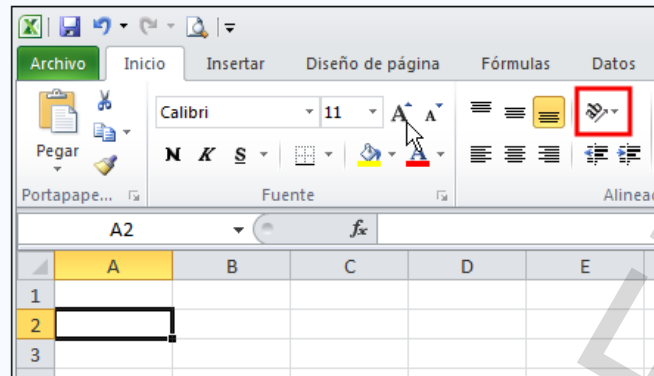 Archivo Inicio Insertar Diseño de página Fórmulas Datos
Calibri 11 A A
Pegar N K S A
Portapape... Fuente Alinea
A2 fx
A B C D E
1
2
3